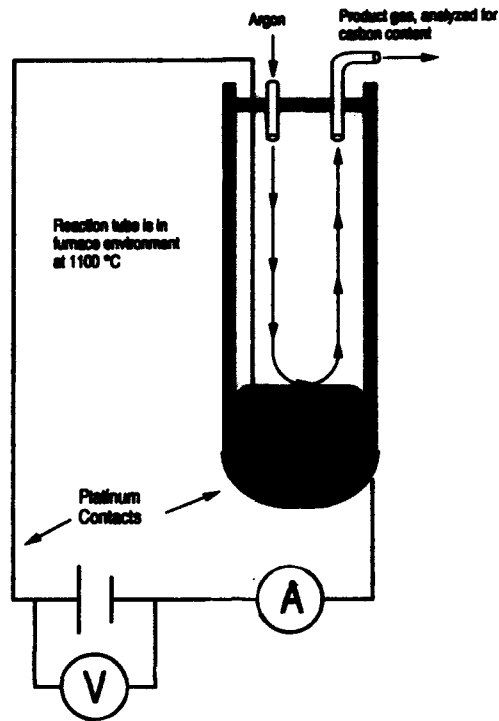 Argon
Product gas, analyzed for
carbon content
Reaction tube is in
furnace environment
at 1100 °C
Platinum
Contacts
A
V